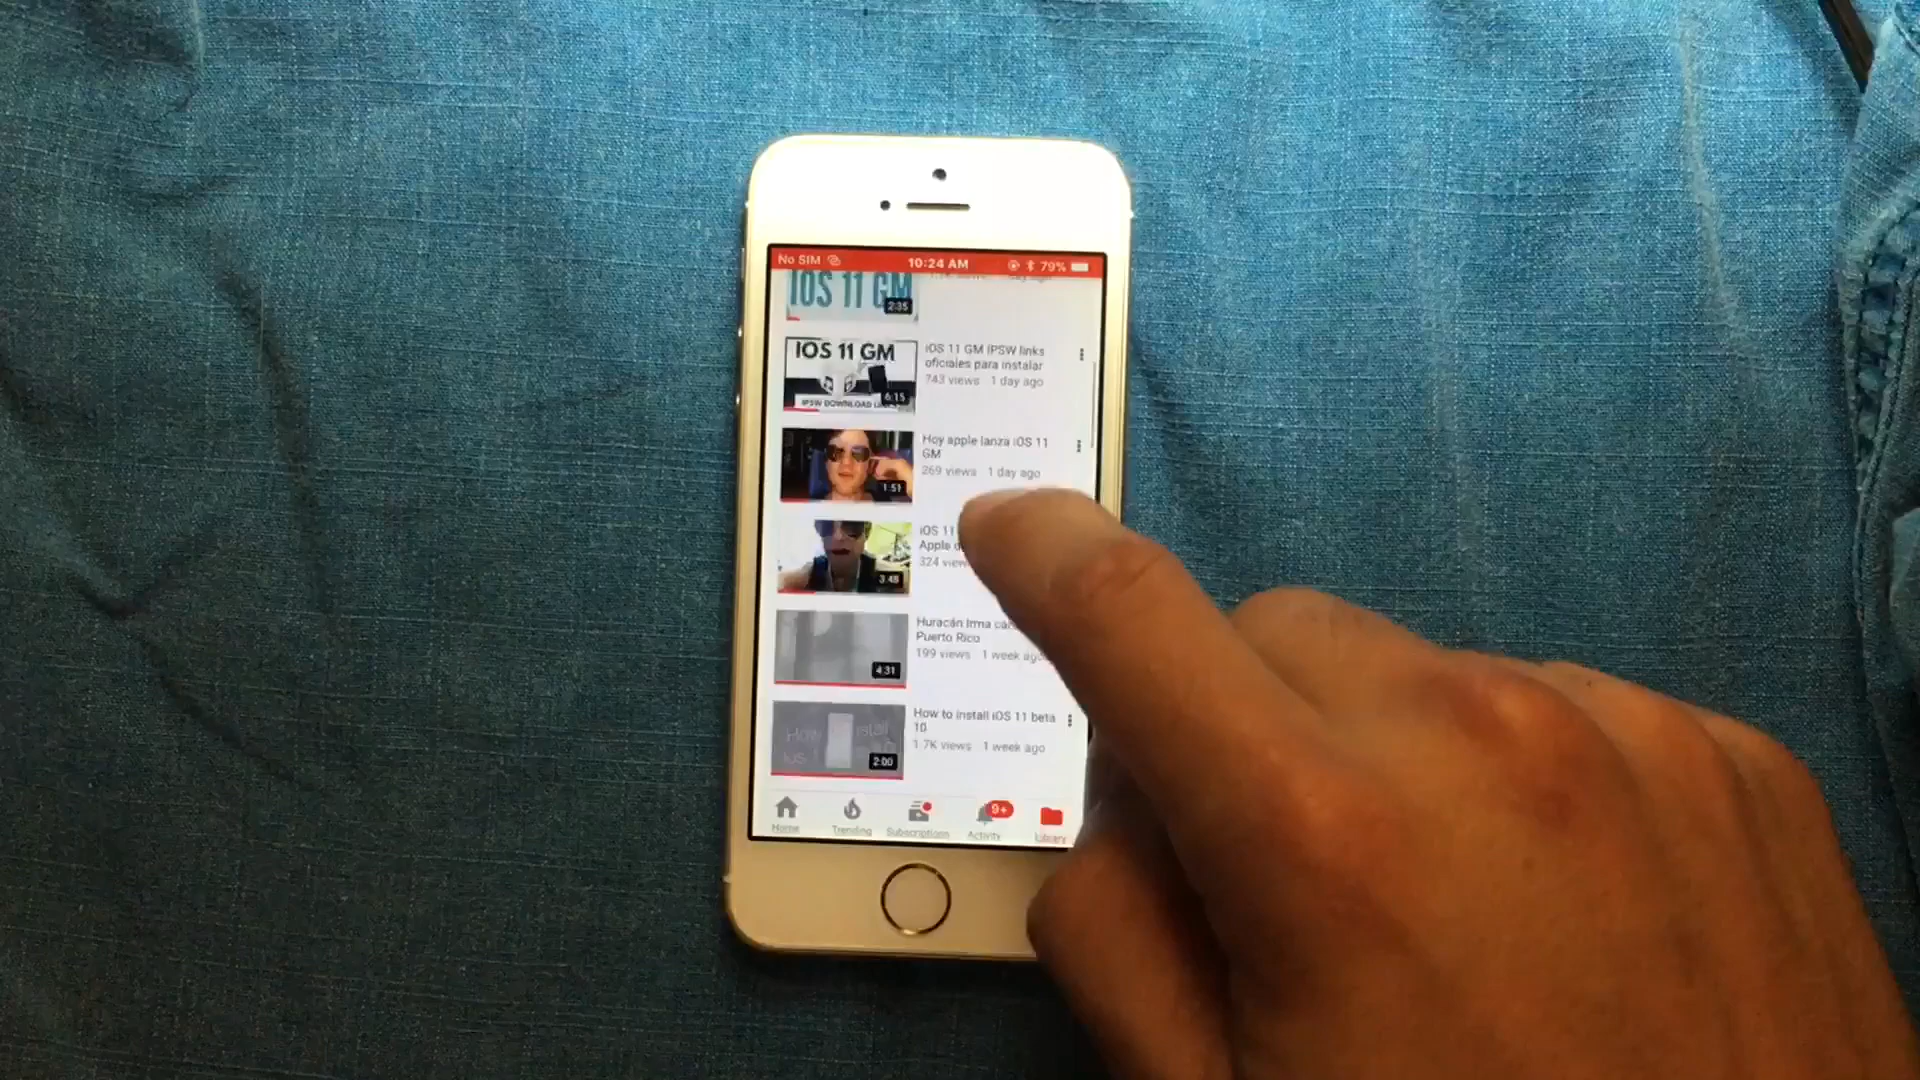 No SIM
10:24 AM
79%
IOS 11 GM
2:35
IOS 11 GM
6:15
IPSW DOWNLOAD
iOS 11 GM IPSW links
oficiales para instalar
743 views 1 day ago
1:51
Hoy apple lanza iOS 11
GM
269 views 1 day ago
3:48
iOS 11
Apple
324
4:31
Huracán Irma
Puerto Rico
199 views 1 week ago
2:00
How to install iOS 11 beta
10
1.7K views 1 week ago
9+
Home
Trending
Subscriptions
Activity
Library